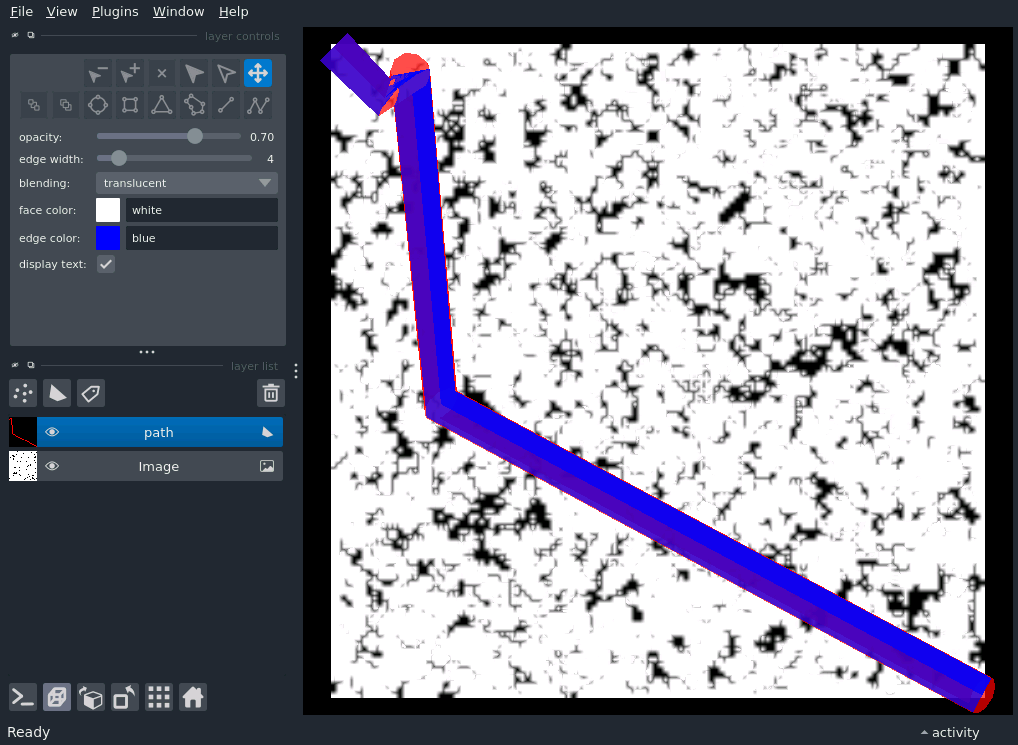 File View Plugins Window Help
layer controls
opacity: 0.70
edge width: 4
blending: translucent
face color: white
edge color: blue
display text:
layer list
path
Image
Ready
activity